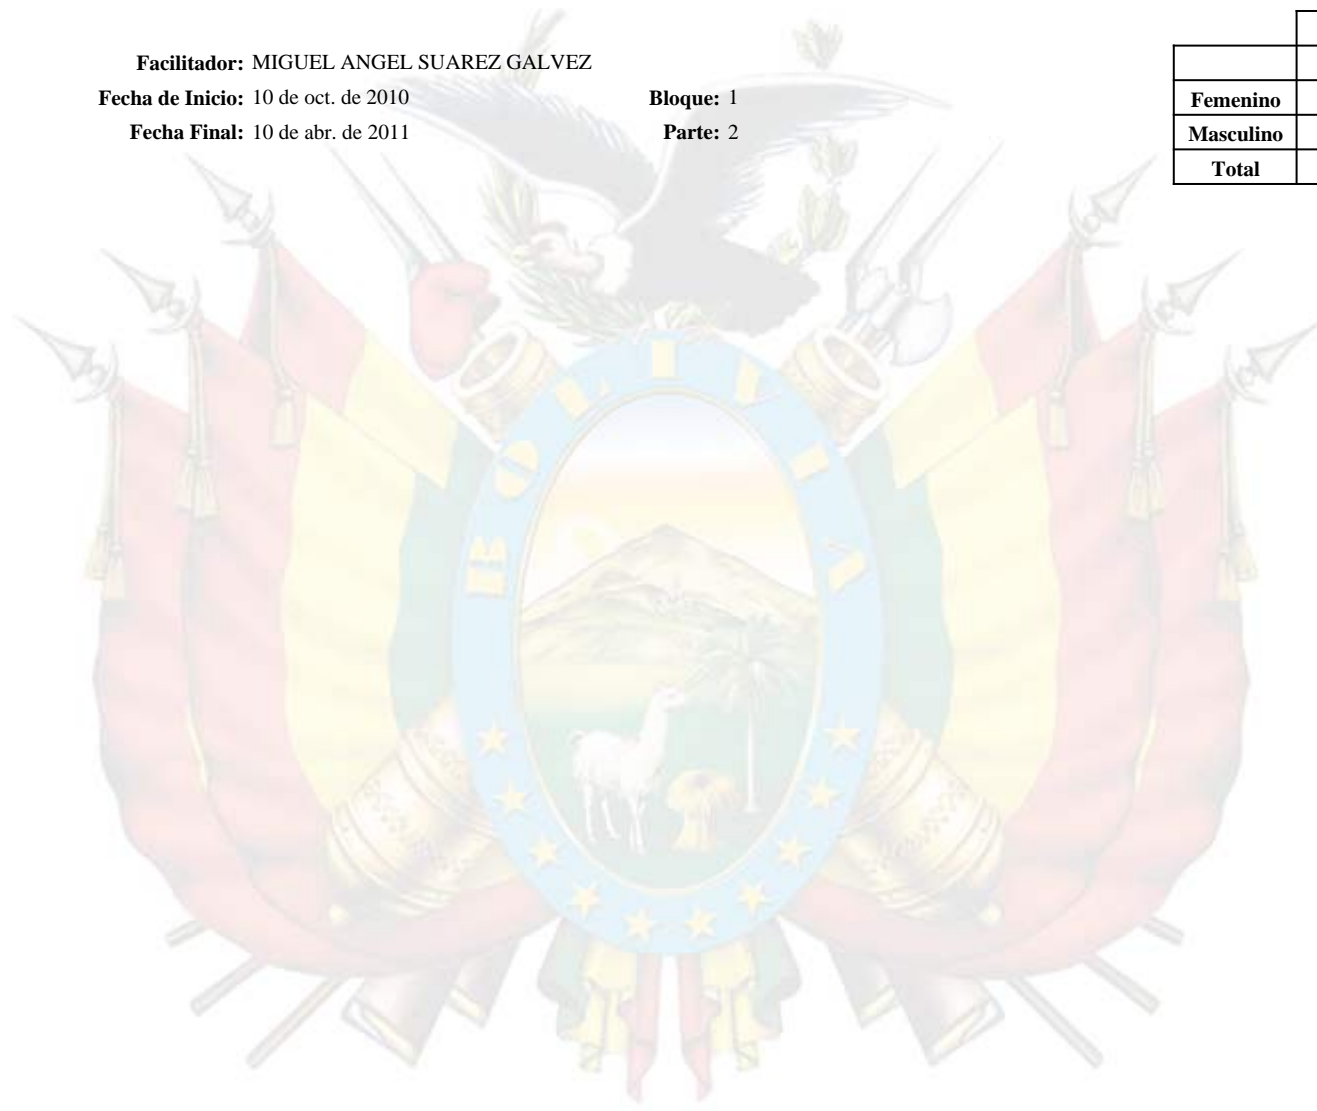 Facilitador: MIGUEL ANGEL SUAREZ GALVEZ
Fecha de Inicio: 10 de oct. de 2010 Bloque: 1
Fecha Final: 10 de abr. de 2011 Parte: 2
Femenino
Masculino
Total
BOLIVIA